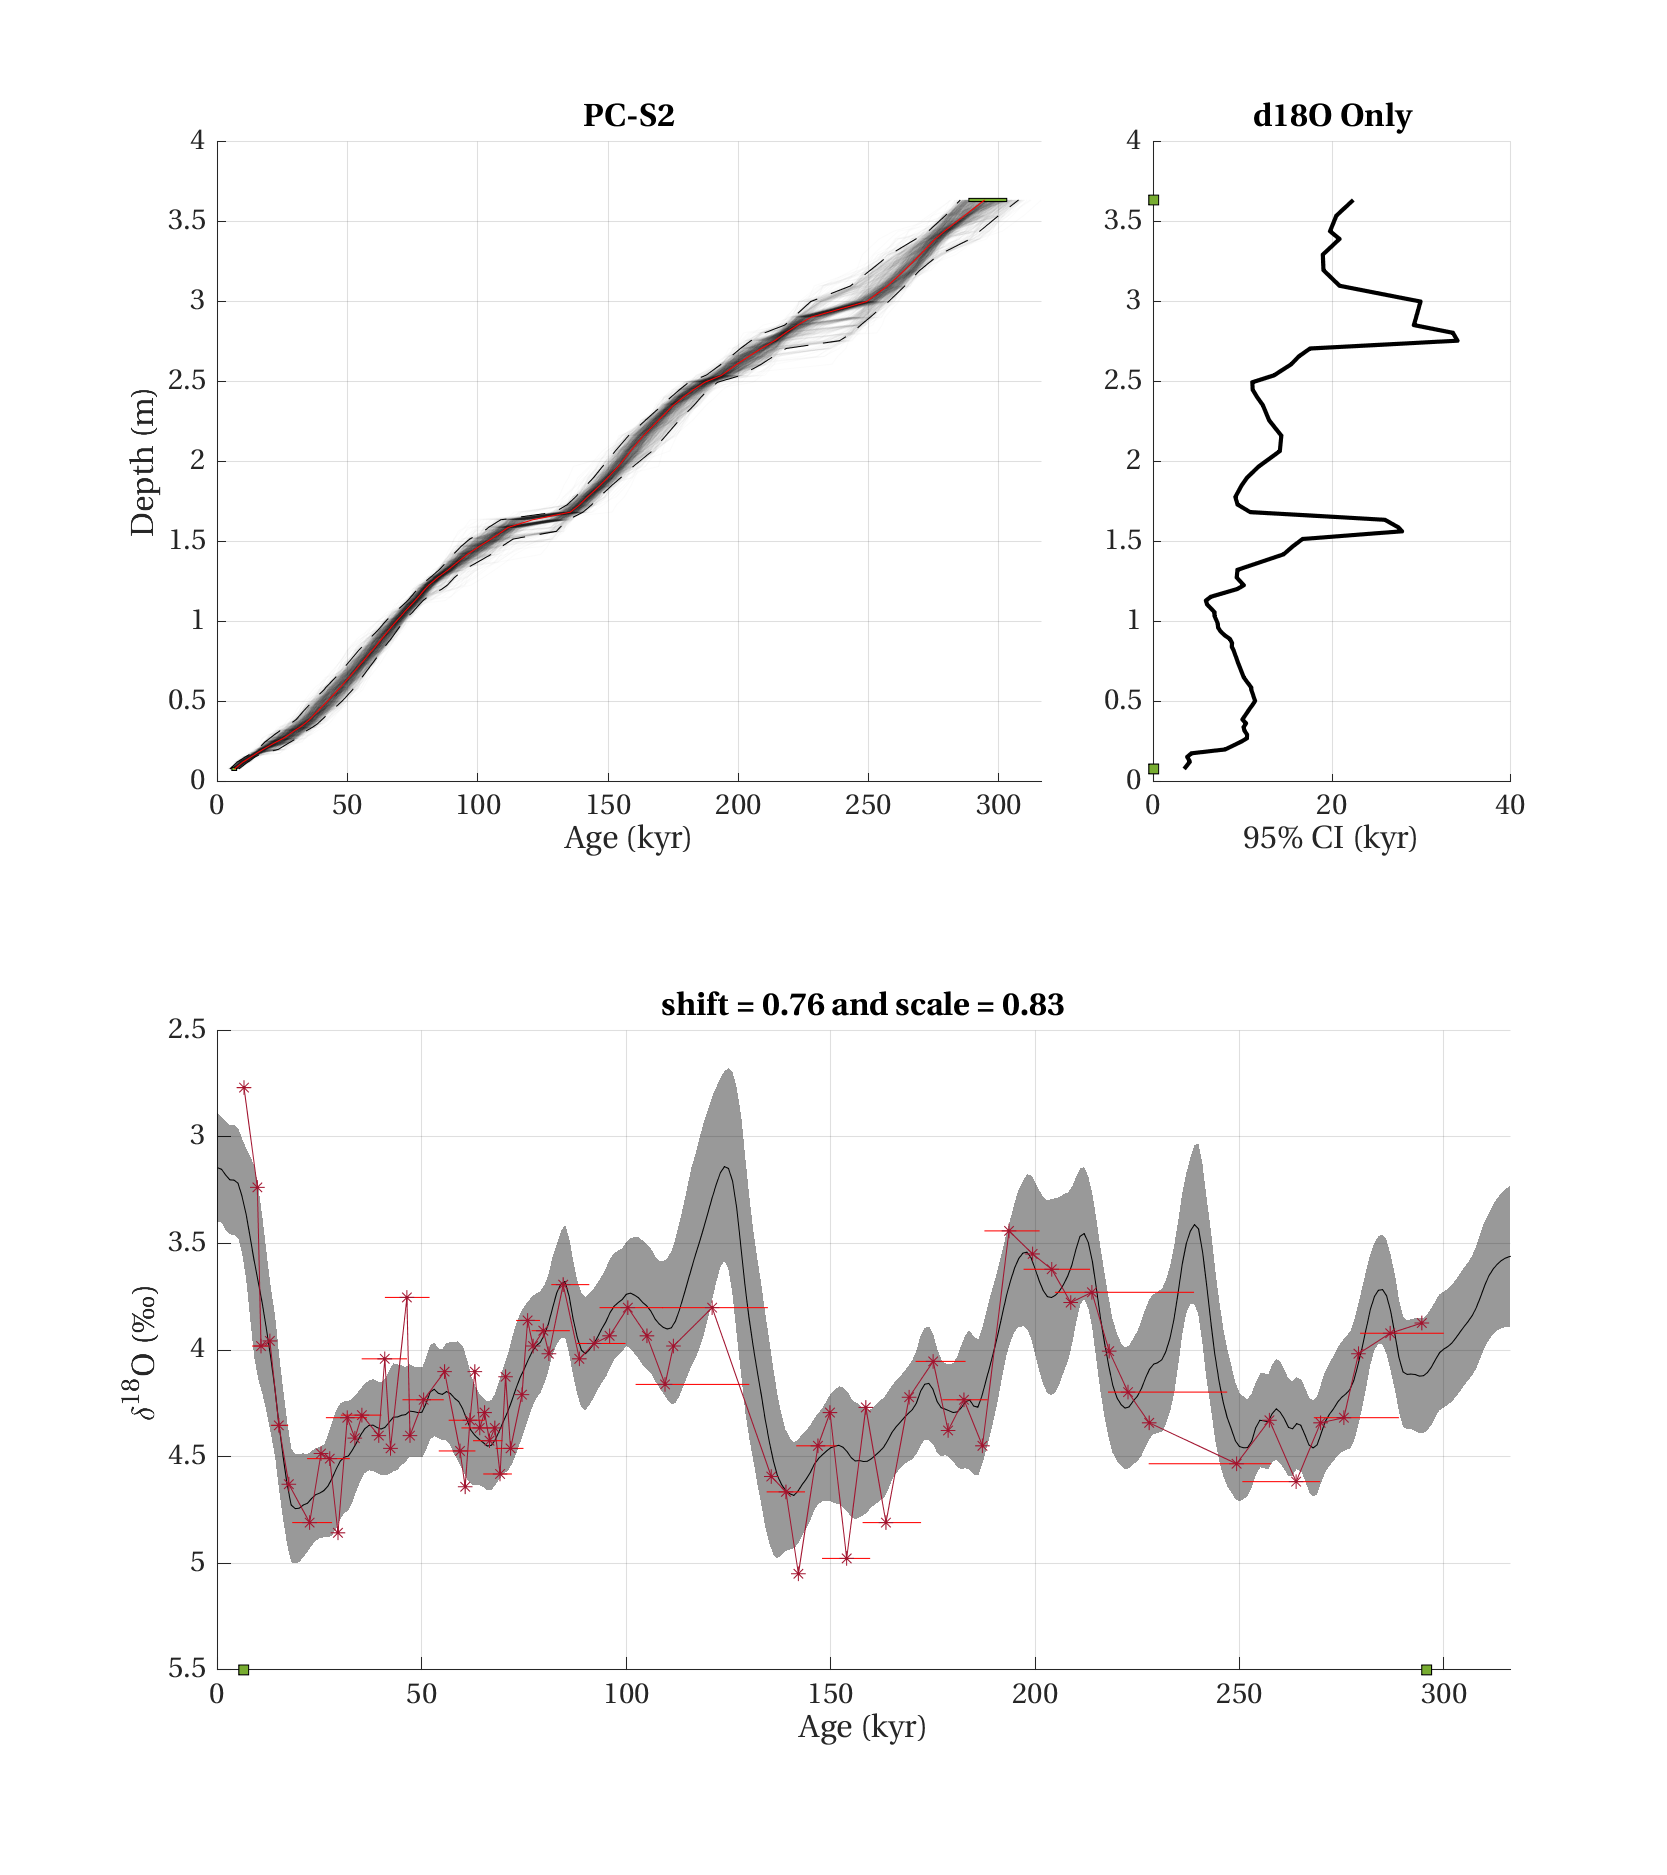 PC-S2
4
3.5
3
2.5
2
1.5
1
0.5
0
Depth (m)
0 50 100 150 200 250 300
Age (kyr)
d18O Only
4
3.5
3
2.5
2
1.5
1
0.5
0
0 20 40
95% CI (kyr)
shift = 0.76 and scale = 0.83
2.5
3
3.5
4
4.5
5
5.5
δ¹⁸O (‰)
0 50 100 150 200 250 300
Age (kyr)